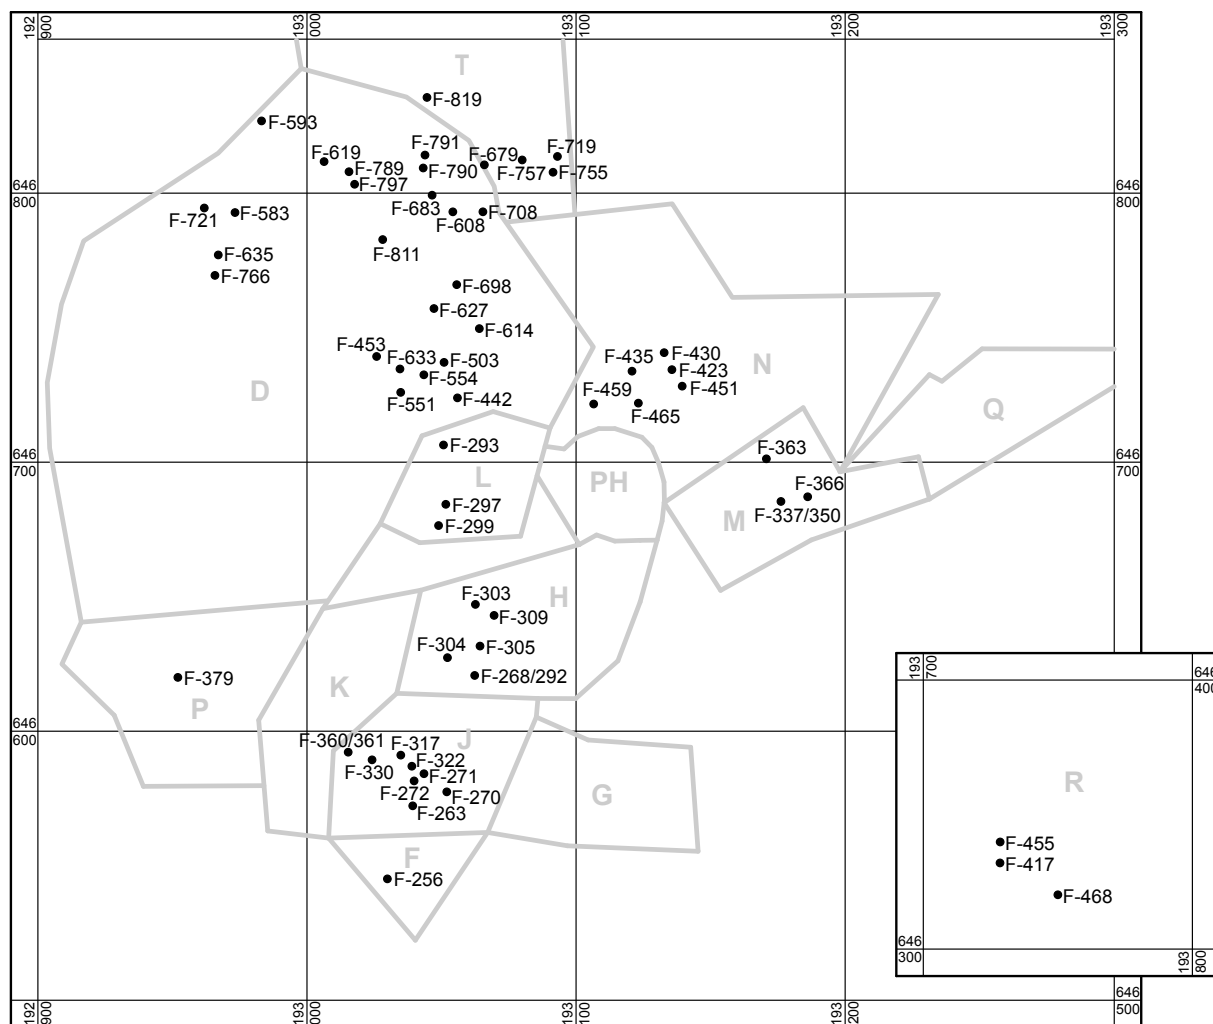 192
900
193
000
193
100
193
200
193
300
T
F-819
F-593
F-791
F-679
F-719
F-619
F-789
F-790
F-757
F-755
F-797
646
800
646
800
F-683
F-721
F-583
F-608
F-708
F-811
F-635
F-766
F-698
F-627
F-614
F-453
F-633
F-503
F-435
F-430
F-554
F-423
N
D
F-551
F-442
F-459
F-451
F-465
Q
F-293
F-363
646
700
646
700
L
PH
F-366
F-297
F-337/350
F-299
M
F-303
H
F-309
F-304
F-305
F-268/292
F-379
K
P
193
700
646
400
646
600
F-360/361
F-317
J
F-322
F-330
F-271
F-272
F-270
G
R
F-263
F-455
F
F-417
F-256
F-468
646
300
193
800
192
900
193
000
193
100
193
200
646
500